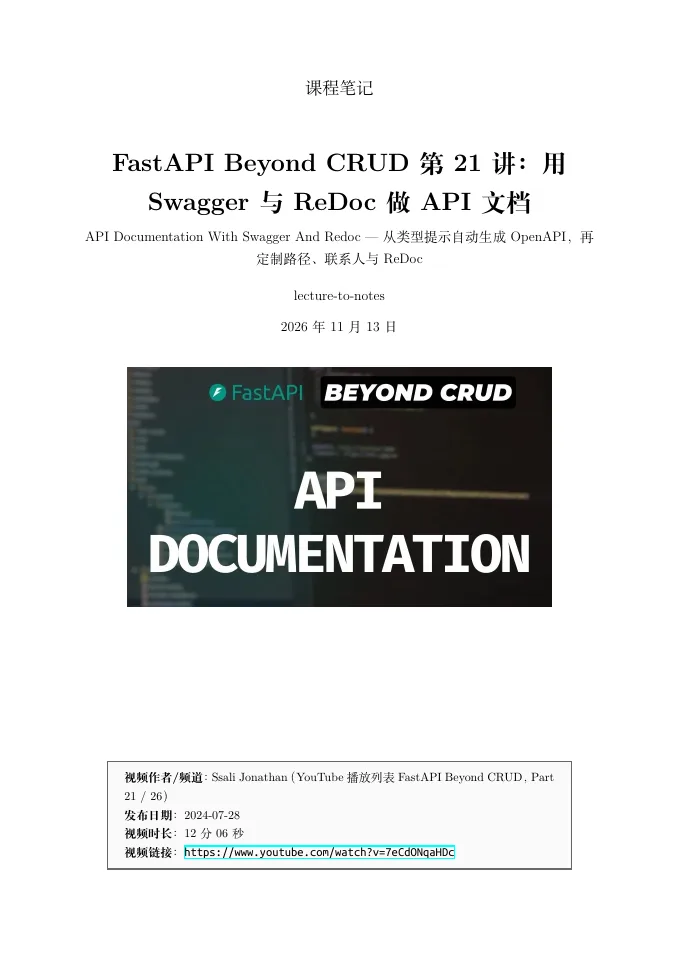 课程笔记
FastAPI Beyond CRUD 第 21 讲：用
Swagger 与 ReDoc 做 API 文档
API Documentation With Swagger And Redoc — 从类型提示自动生成 OpenAPI，再
定制路径、联系人与 ReDoc
lecture-to-notes
2026 年 11 月 13 日
FastAPI BEYOND CRUD
API
DOCUMENTATION
视频作者/频道：Ssali Jonathan（YouTube 播放列表 FastAPI Beyond CRUD，Part
21 / 26）
发布日期：2024-07-28
视频时长：12 分 06 秒
视频链接：https://www.youtube.com/watch?v=7eCdONqaHDc